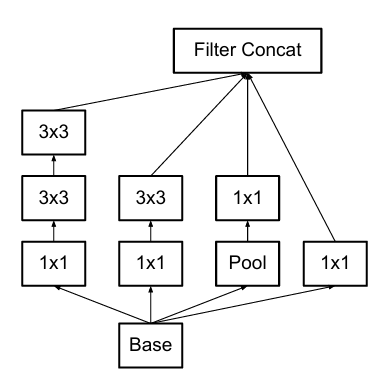 Filter Concat
3x3
3x3
3x3
1x1
1x1
1x1
Pool
1x1
Base